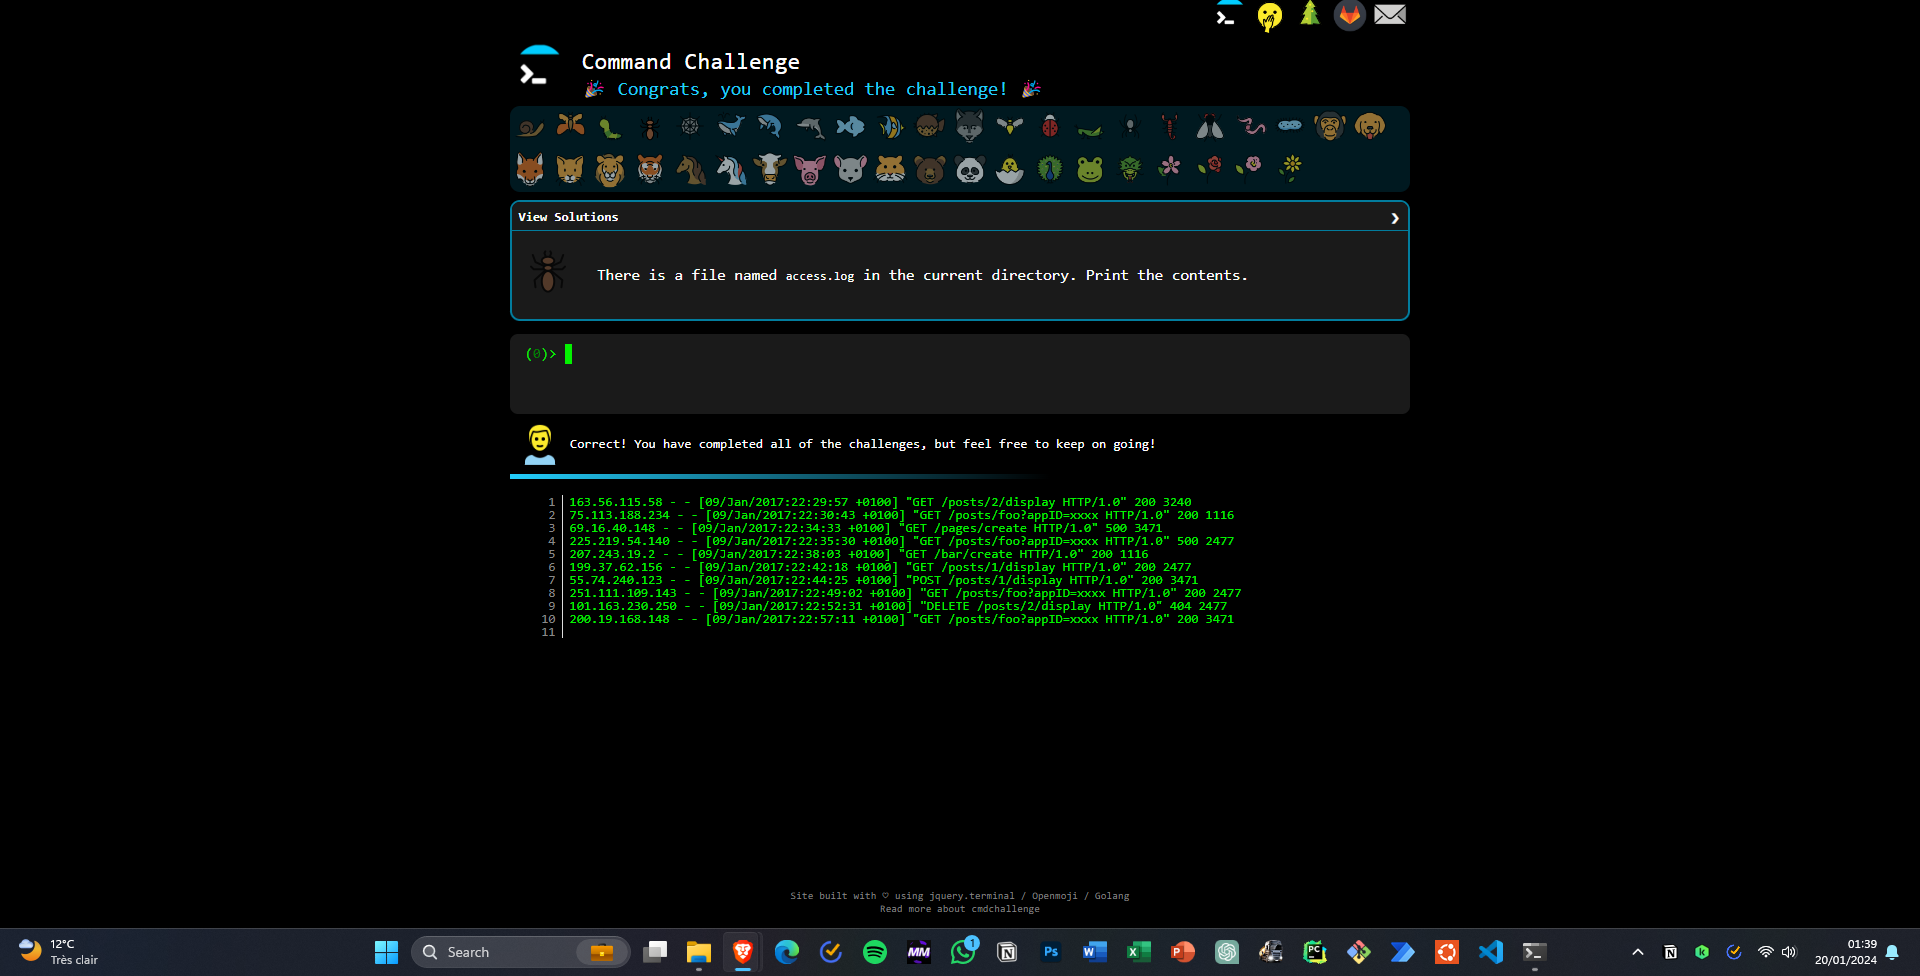 Command Challenge
🎉 Congrats, you completed the challenge! 🎉
View Solutions ❯
There is a file named access.log in the current directory. Print the contents.
(0)>
Correct! You have completed all of the challenges, but feel free to keep on going!
1 163.56.115.58 - - [09/Jan/2017:22:29:57 +0100] "GET /posts/2/display HTTP/1.0" 200 3240
2 75.113.188.234 - - [09/Jan/2017:22:30:43 +0100] "GET /posts/foo?appID=xxxx HTTP/1.0" 200 1116
3 69.16.40.148 - - [09/Jan/2017:22:34:33 +0100] "GET /pages/create HTTP/1.0" 500 3471
4 225.219.54.140 - - [09/Jan/2017:22:35:30 +0100] "GET /posts/foo?appID=xxxx HTTP/1.0" 500 2477
5 207.243.19.2 - - [09/Jan/2017:22:38:03 +0100] "GET /bar/create HTTP/1.0" 200 1116
6 199.37.62.156 - - [09/Jan/2017:22:42:18 +0100] "GET /posts/1/display HTTP/1.0" 200 2477
7 55.74.240.123 - - [09/Jan/2017:22:44:25 +0100] "POST /posts/1/display HTTP/1.0" 200 3471
8 251.111.109.143 - - [09/Jan/2017:22:49:02 +0100] "GET /posts/foo?appID=xxxx HTTP/1.0" 200 2477
9 101.163.230.250 - - [09/Jan/2017:22:52:31 +0100] "DELETE /posts/2/display HTTP/1.0" 404 2477
10 200.19.168.148 - - [09/Jan/2017:22:57:11 +0100] "GET /posts/foo?appID=xxxx HTTP/1.0" 200 3471
11
Site built with ♡ using jquery.terminal / Openmoji / Golang
Read more about cmdchallenge
12°C
Très clair
Search
MM
1
Ps
W
X
P
PC
01:39
20/01/2024